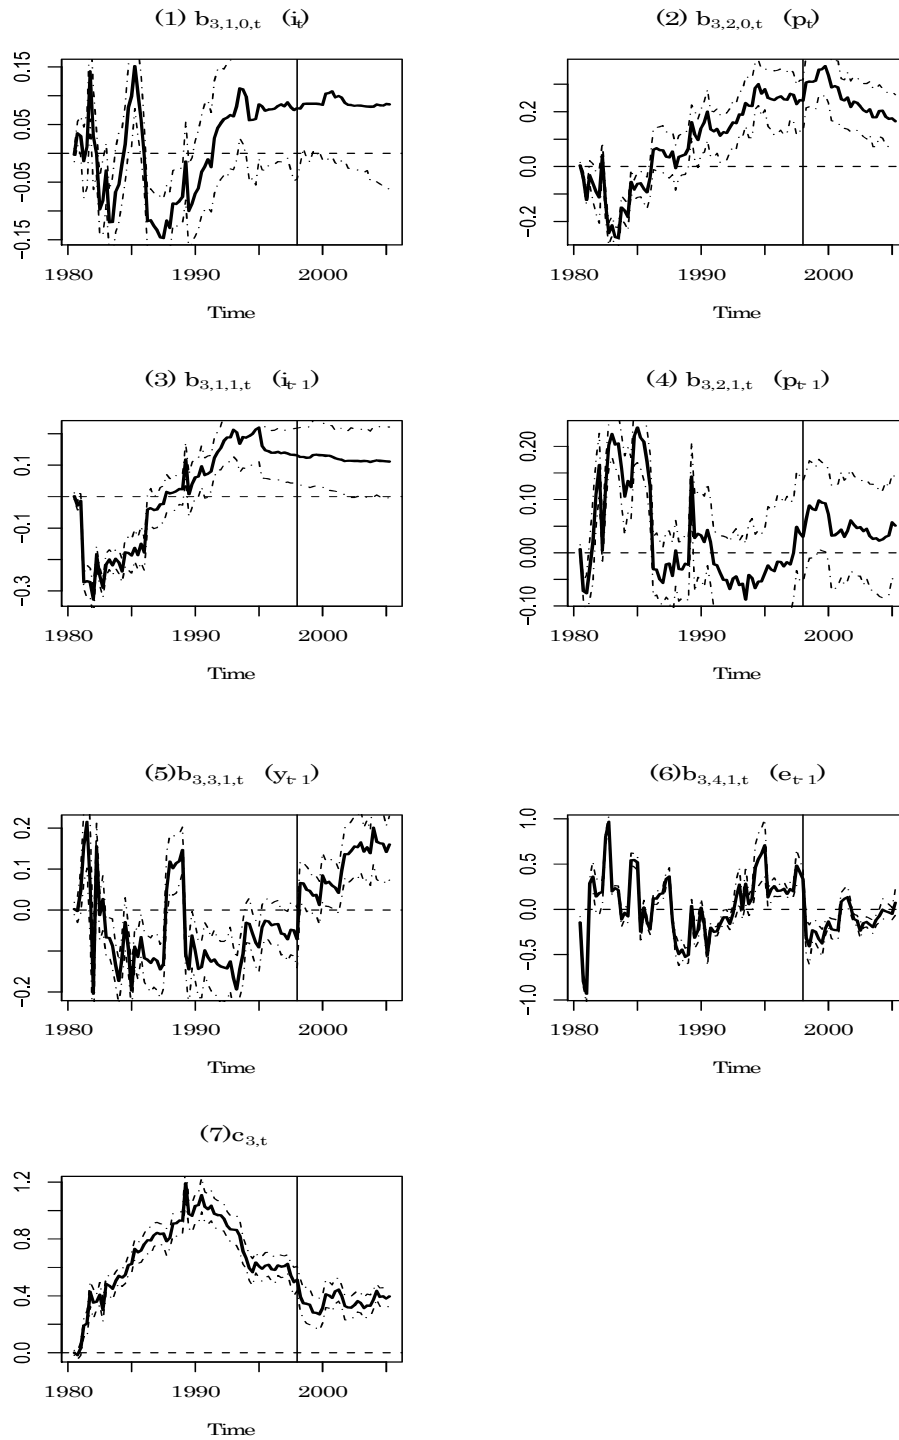 (1) b3,1,0,t (it)
0.15
0.05
−0.05
−0.15
1980 1990 2000
Time
(2) b3,2,0,t (pt)
0.2
0.0
−0.2
1980 1990 2000
Time
(3) b3,1,1,t (it-1)
0.1
−0.1
−0.3
1980 1990 2000
Time
(4) b3,2,1,t (pt-1)
0.20
0.10
0.00
−0.10
1980 1990 2000
Time
(5)b3,3,1,t (yt-1)
0.2
0.1
0.0
−0.2
1980 1990 2000
Time
(6)b3,4,1,t (et-1)
1.0
0.5
0.0
−0.5
−1.0
1980 1990 2000
Time
(7)c3,t
1.2
0.8
0.4
0.0
1980 1990 2000
Time